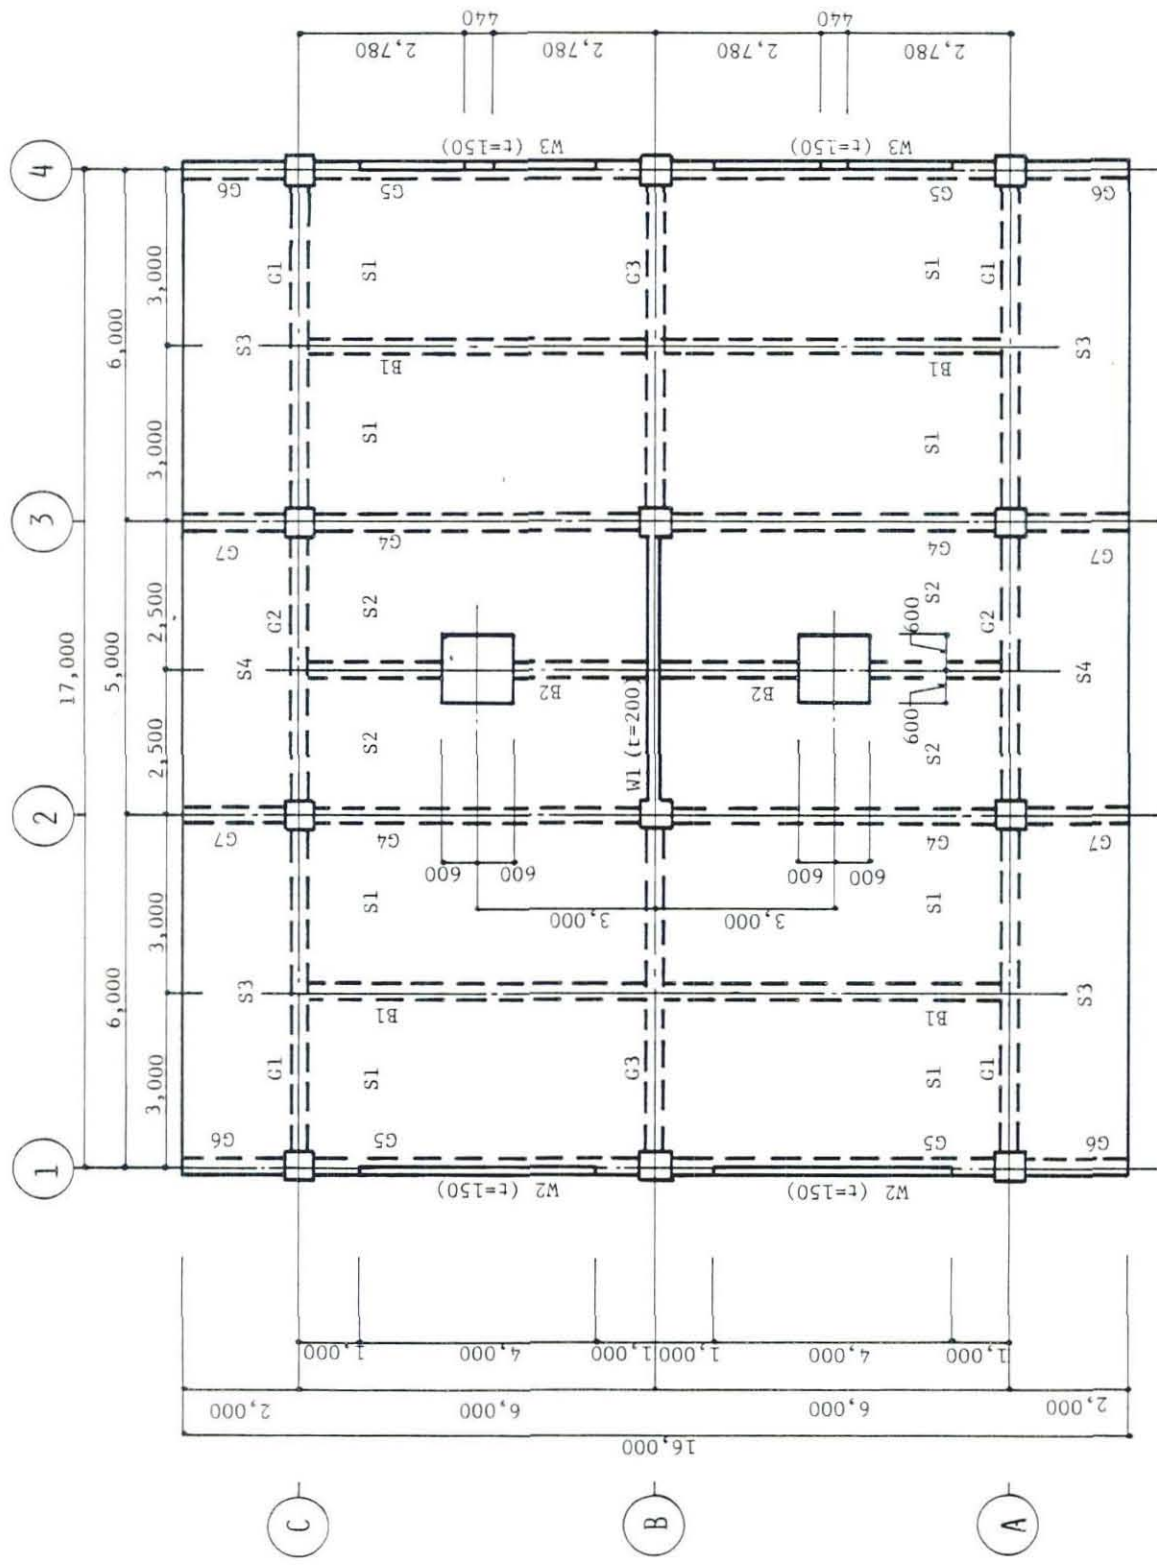 4
3
2
1
17,000
6,000
5,000
6,000
3,000
3,000
2,500
2,500
3,000
3,000
440
440
2,780
2,780
2,780
2,780
G6
G7
G7
G6
S3
S4
S3
G1
G2
G1
S1
S1
S2
S2
S1
S1
G5
G4
G4
G5
B1
B1
W3 (t=150)
W2 (t=150)
B2
600
600
3,000
G3
G3
W1 (t=200)
B2
600
600
3,000
W3 (t=150)
W2 (t=150)
600
600
S1
S1
S2
S2
S1
S1
G5
B1
G4
G4
B1
G5
G1
G2
G1
S3
S4
S3
G6
G7
G7
G6
1,000
4,000
1,000
1,000
4,000
1,000
2,000
6,000
6,000
2,000
16,000
C
B
A